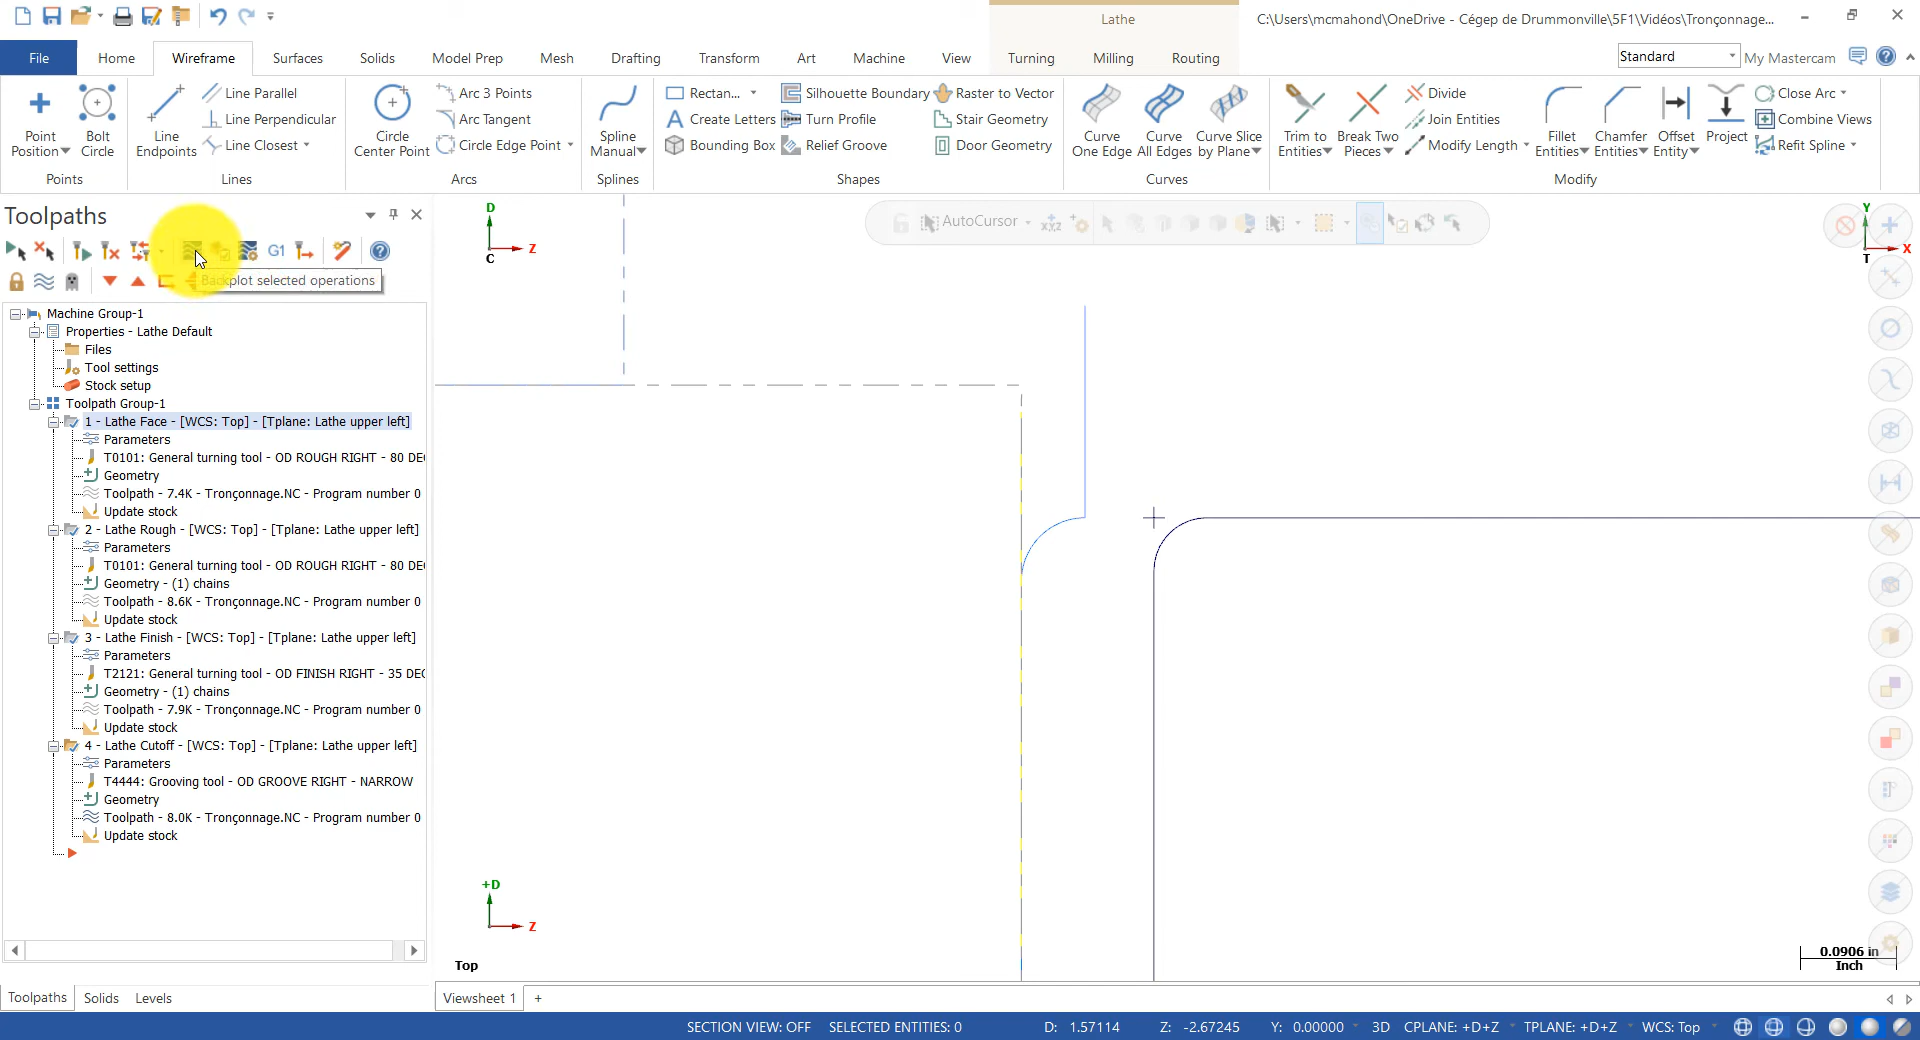 Lathe
C:\Users\mcmahond\OneDrive - Cégep de Drummonville\5F1\Vidéos\Tronçonnage...
File Home Wireframe Surfaces Solids Model Prep Mesh Drafting Transform Art Machine View Turning Milling Routing
Standard My Mastercam
Point Position
Bolt Circle
Points
Line Endpoints
Line Parallel
Line Perpendicular
Line Closest
Lines
Circle Center Point
Arc 3 Points
Arc Tangent
Circle Edge Point
Arcs
Spline Manual
Splines
Rectan...
Create Letters
Bounding Box
Silhouette Boundary
Turn Profile
Relief Groove
Raster to Vector
Stair Geometry
Door Geometry
Shapes
Curve One Edge
Curve All Edges
Curve Slice by Plane
Curves
Trim to Entities
Break Two Pieces
Divide
Join Entities
Modify Length
Fillet Entities
Chamfer Entities
Offset Entity
Project
Close Arc
Combine Views
Refit Spline
Modify
Toolpaths
G1
Backplot selected operations
Machine Group-1
Properties - Lathe Default
Files
Tool settings
Stock setup
Toolpath Group-1
1 - Lathe Face - [WCS: Top] - [Tplane: Lathe upper left]
Parameters
T0101: General turning tool - OD ROUGH RIGHT - 80 DE
Geometry
Toolpath - 7.4K - Tronçonnage.NC - Program number 0
Update stock
2 - Lathe Rough - [WCS: Top] - [Tplane: Lathe upper left]
Parameters
T0101: General turning tool - OD ROUGH RIGHT - 80 DE
Geometry - (1) chains
Toolpath - 8.6K - Tronçonnage.NC - Program number 0
Update stock
3 - Lathe Finish - [WCS: Top] - [Tplane: Lathe upper left]
Parameters
T2121: General turning tool - OD FINISH RIGHT - 35 DE
Geometry - (1) chains
Toolpath - 7.9K - Tronçonnage.NC - Program number 0
Update stock
4 - Lathe Cutoff - [WCS: Top] - [Tplane: Lathe upper left]
Parameters
T4444: Grooving tool - OD GROOVE RIGHT - NARROW
Geometry
Toolpath - 8.0K - Tronçonnage.NC - Program number 0
Update stock
Toolpaths Solids Levels
D
Z
C
AutoCursor
Y
X
T
+D
Z
Top
0.0906 in
Inch
Viewsheet 1 +
SECTION VIEW: OFF SELECTED ENTITIES: 0 D: 1.57114 Z: -2.67245 Y: 0.00000 3D CPLANE: +D+Z TPLANE: +D+Z WCS: Top